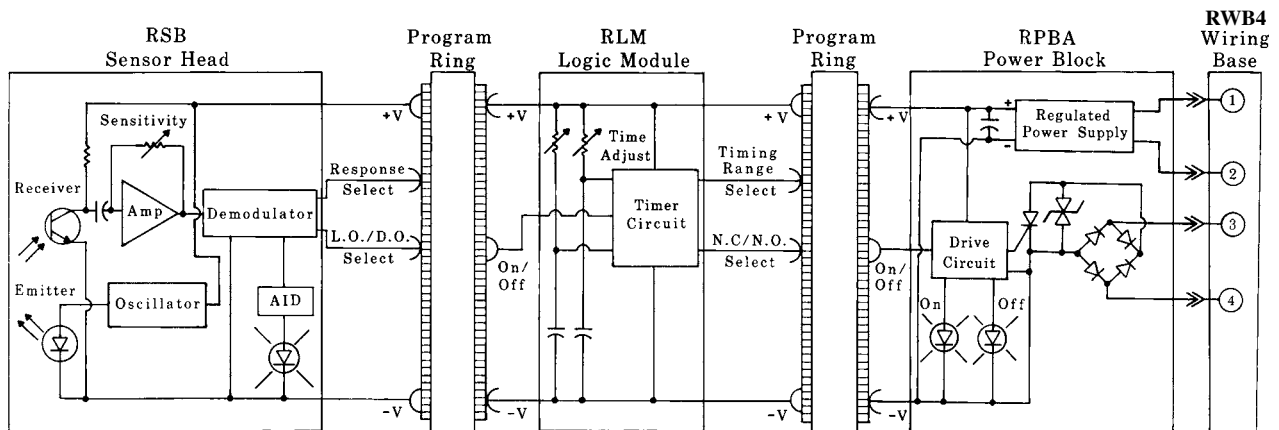 RSB
Sensor Head
Program
Ring
RLM
Logic Module
Program
Ring
RPBA
Power Block
RWB4
Wiring
Base
Sensitivity
Receiver
Amp
Demodulator
Emitter
Oscillator
AID
+V
Response
Select
L.O./D.O.
Select
-V
+V
On/
Off
-V
Time
Adjust
Timer
Circuit
+V
Timing
Range
Select
N.C/N.O.
Select
-V
+V
On/
Off
-V
+
-
Regulated
Power Supply
Drive
Circuit
On
Off
1
2
3
4